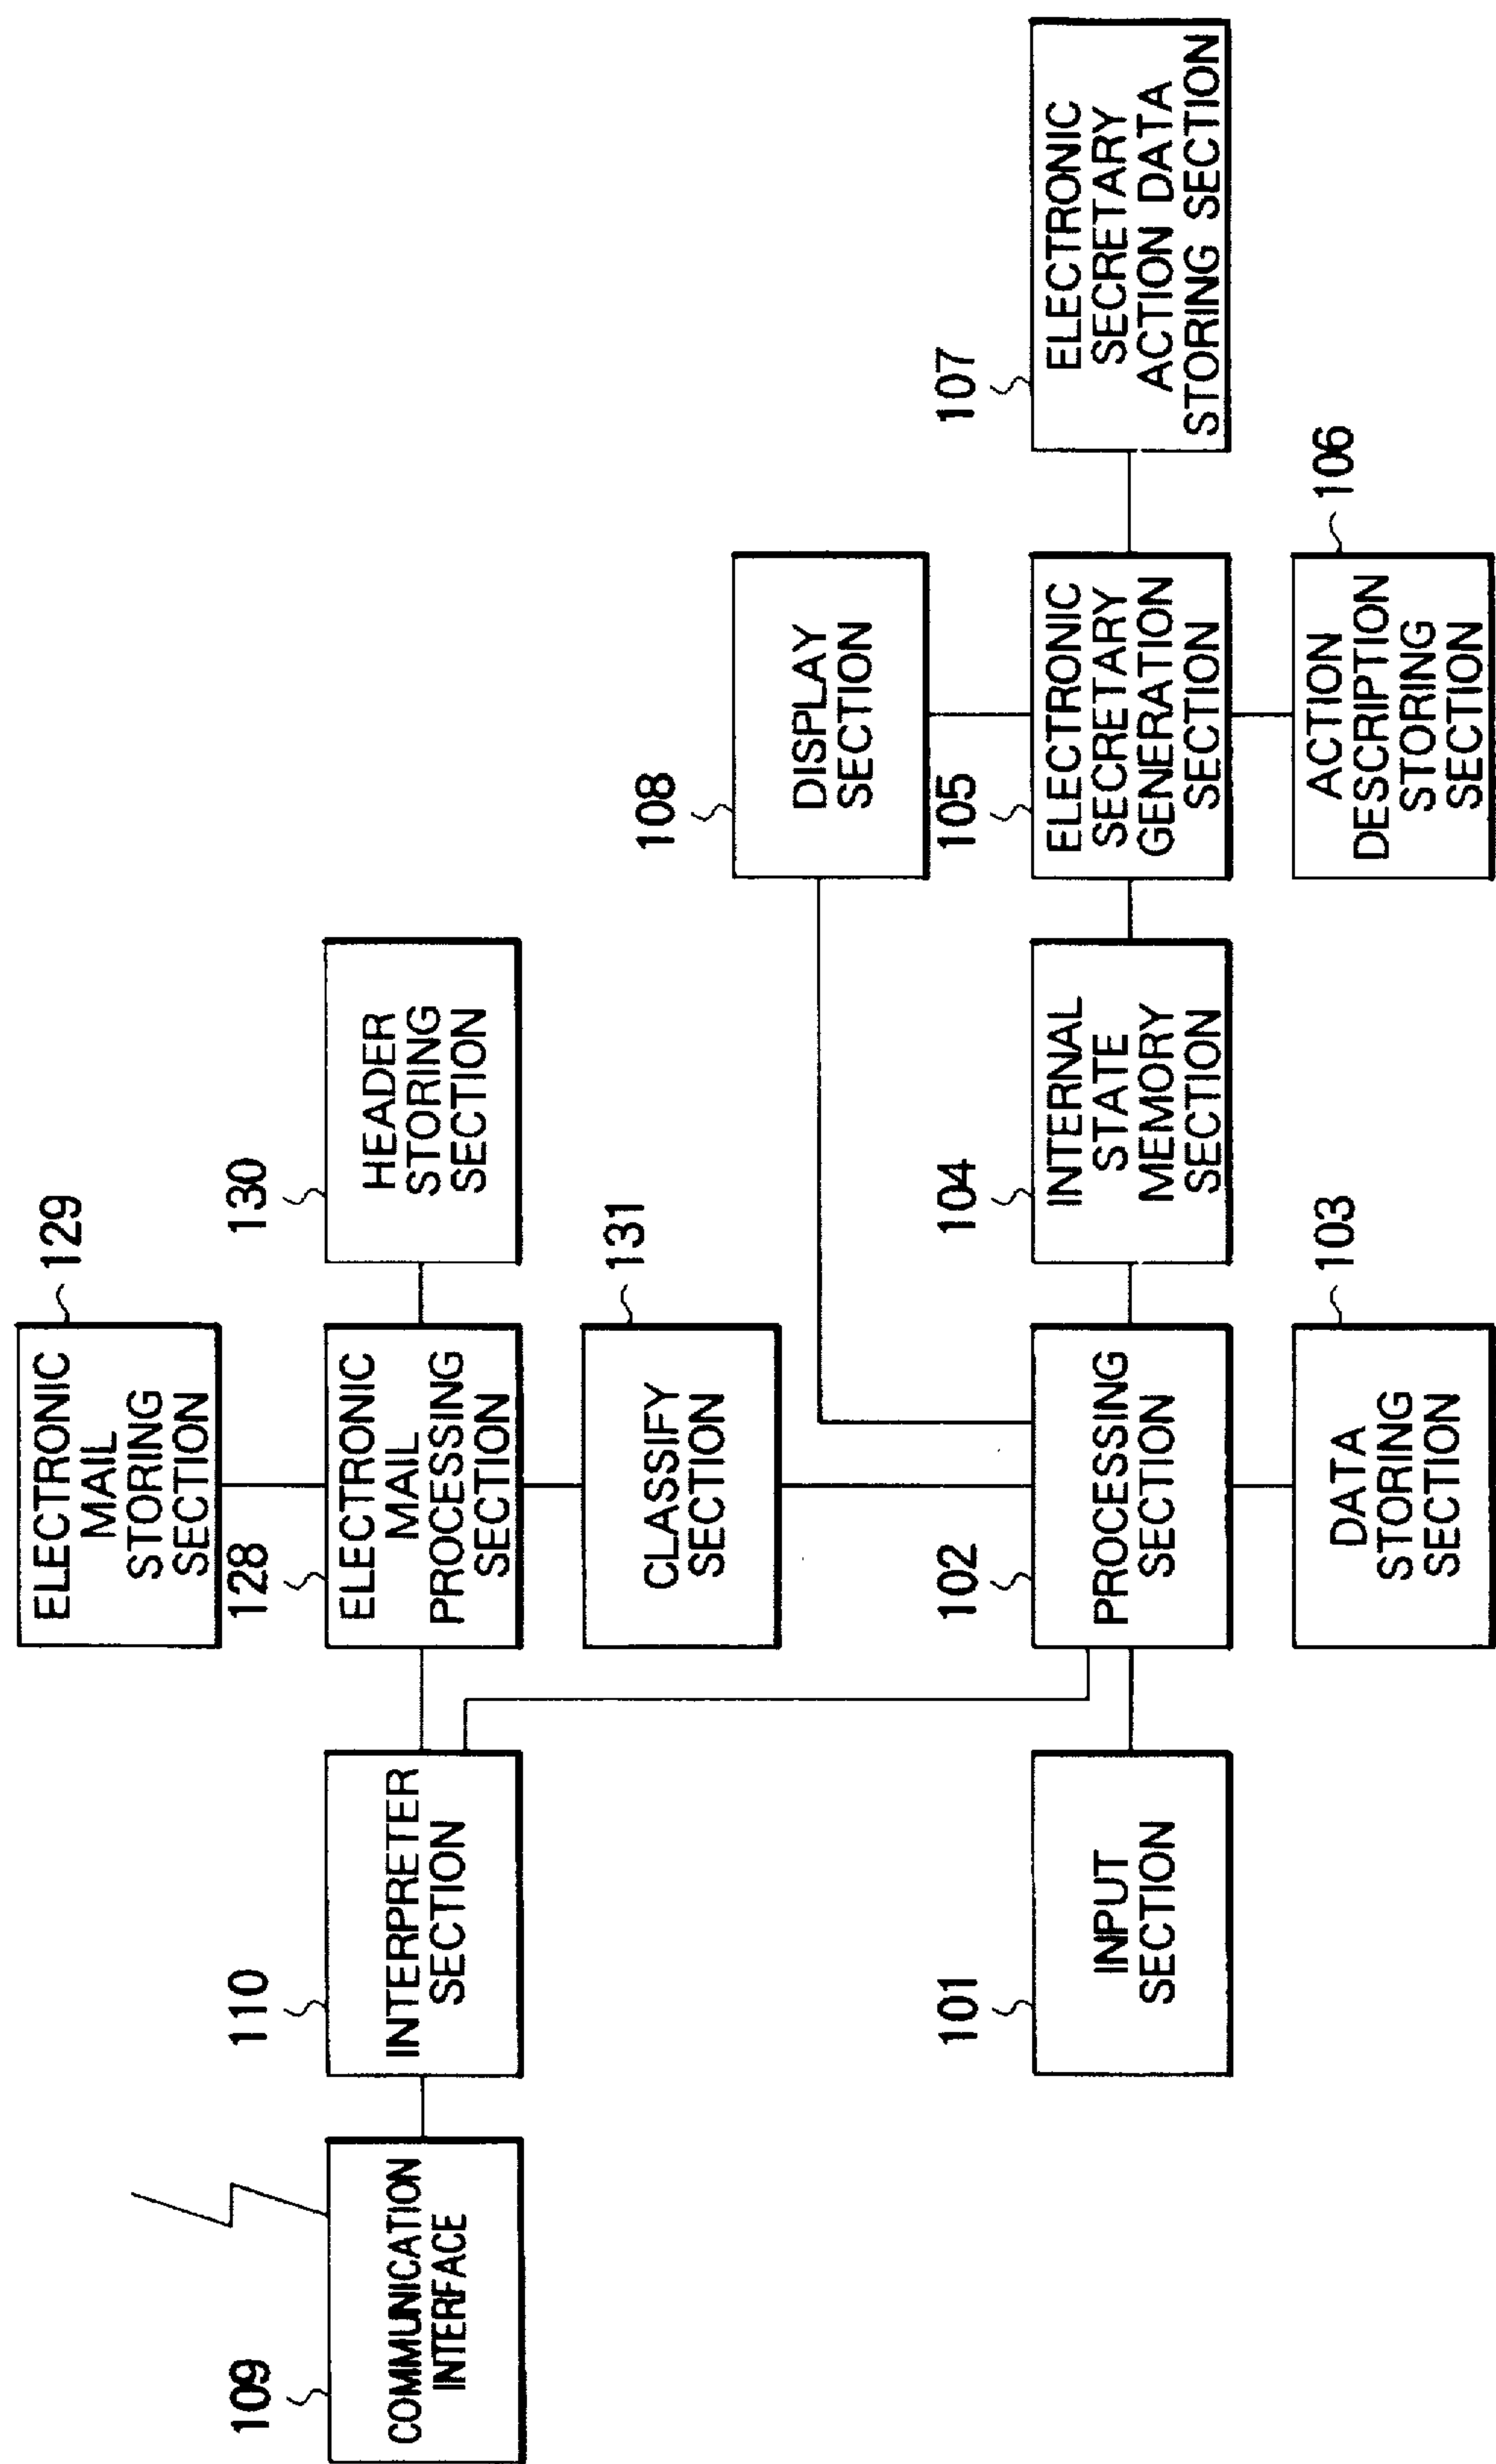 129
ELECTRONIC
MAIL
STORING
SECTION
109
COMMUNICATION
INTERFACE
110
INTERPRETER
SECTION
128
ELECTRONIC
MAIL
PROCESSING
SECTION
130
HEADER
STORING
SECTION
131
CLASSIFY
SECTION
108
DISPLAY
SECTION
101
INPUT
SECTION
102
PROCESSING
SECTION
104
INTERNAL
STATE
MEMORY
SECTION
105
ELECTRONIC
SECRETARY
GENERATION
SECTION
107
ELECTRONIC
SECRETARY
ACTION DATA
STORING SECTION
103
DATA
STORING
SECTION
106
ACTION
DESCRIPTION
STORING
SECTION